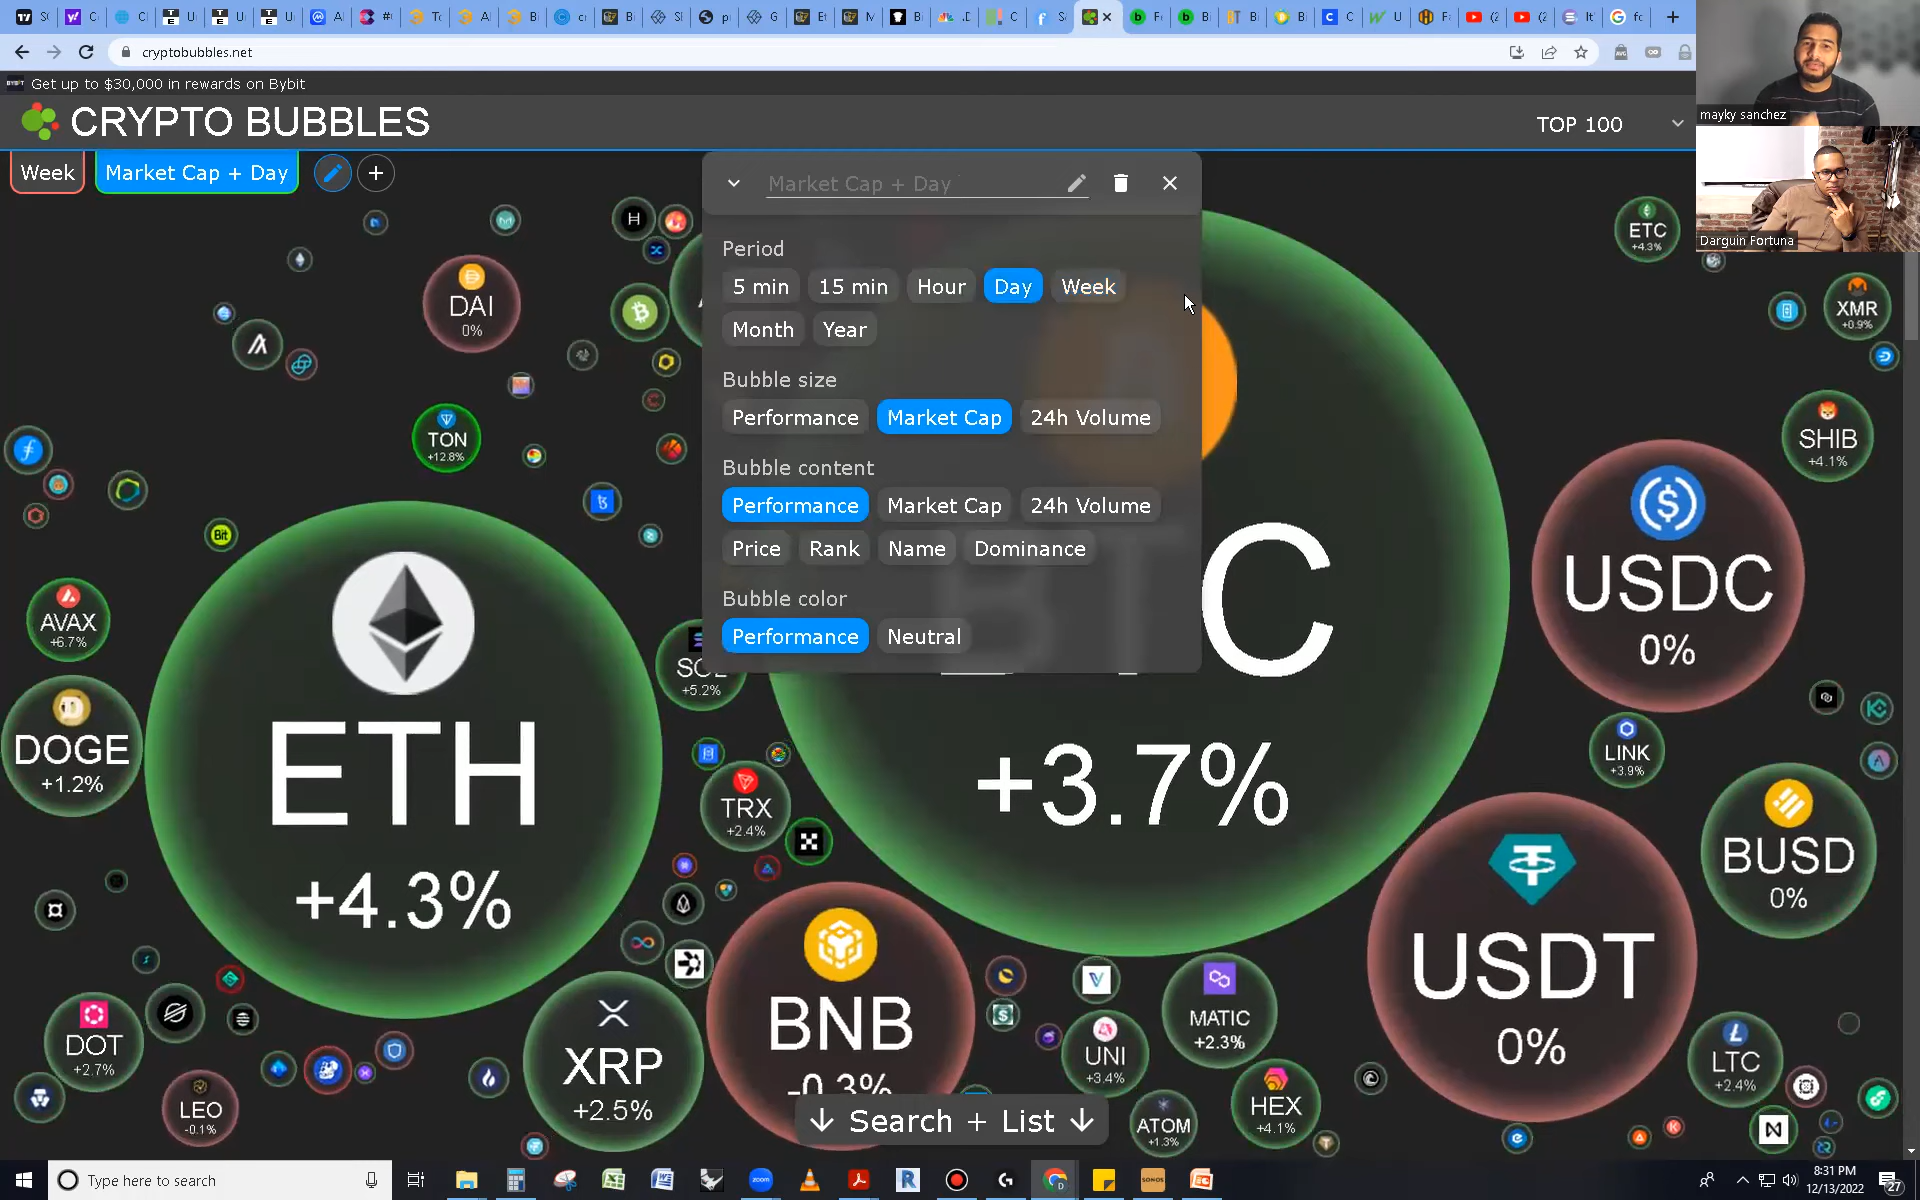 cryptobubbles.net
Get up to $30,000 in rewards on Bybit
CRYPTO BUBBLES
TOP 100
mayky sanchez
Darguin Fortuna
Week
Market Cap + Day
+
Market Cap + Day
Period
5 min
15 min
Hour
Day
Week
Month
Year
Bubble size
Performance
Market Cap
24h Volume
Bubble content
Performance
Market Cap
24h Volume
Price
Rank
Name
Dominance
Bubble color
Performance
Neutral
ETC
+4.3%
DAI
0%
XMR
+0.9%
TON
+12.8%
SHIB
+4.1%
Bit
AVAX
+6.7%
DOGE
+1.2%
ETH
+4.3%
SOL
+5.2%
BTC
+3.7%
USDC
0%
LINK
+3.9%
TRX
+2.4%
BUSD
0%
USDT
0%
BNB
-0.3%
XRP
+2.5%
MATIC
+2.3%
UNI
+3.4%
DOT
+2.7%
LEO
-0.1%
HEX
+4.1%
ATOM
+1.3%
LTC
+2.4%
↓ Search + List ↓
Type here to search
zoom
SONOS
8:31 PM
12/13/2022
27